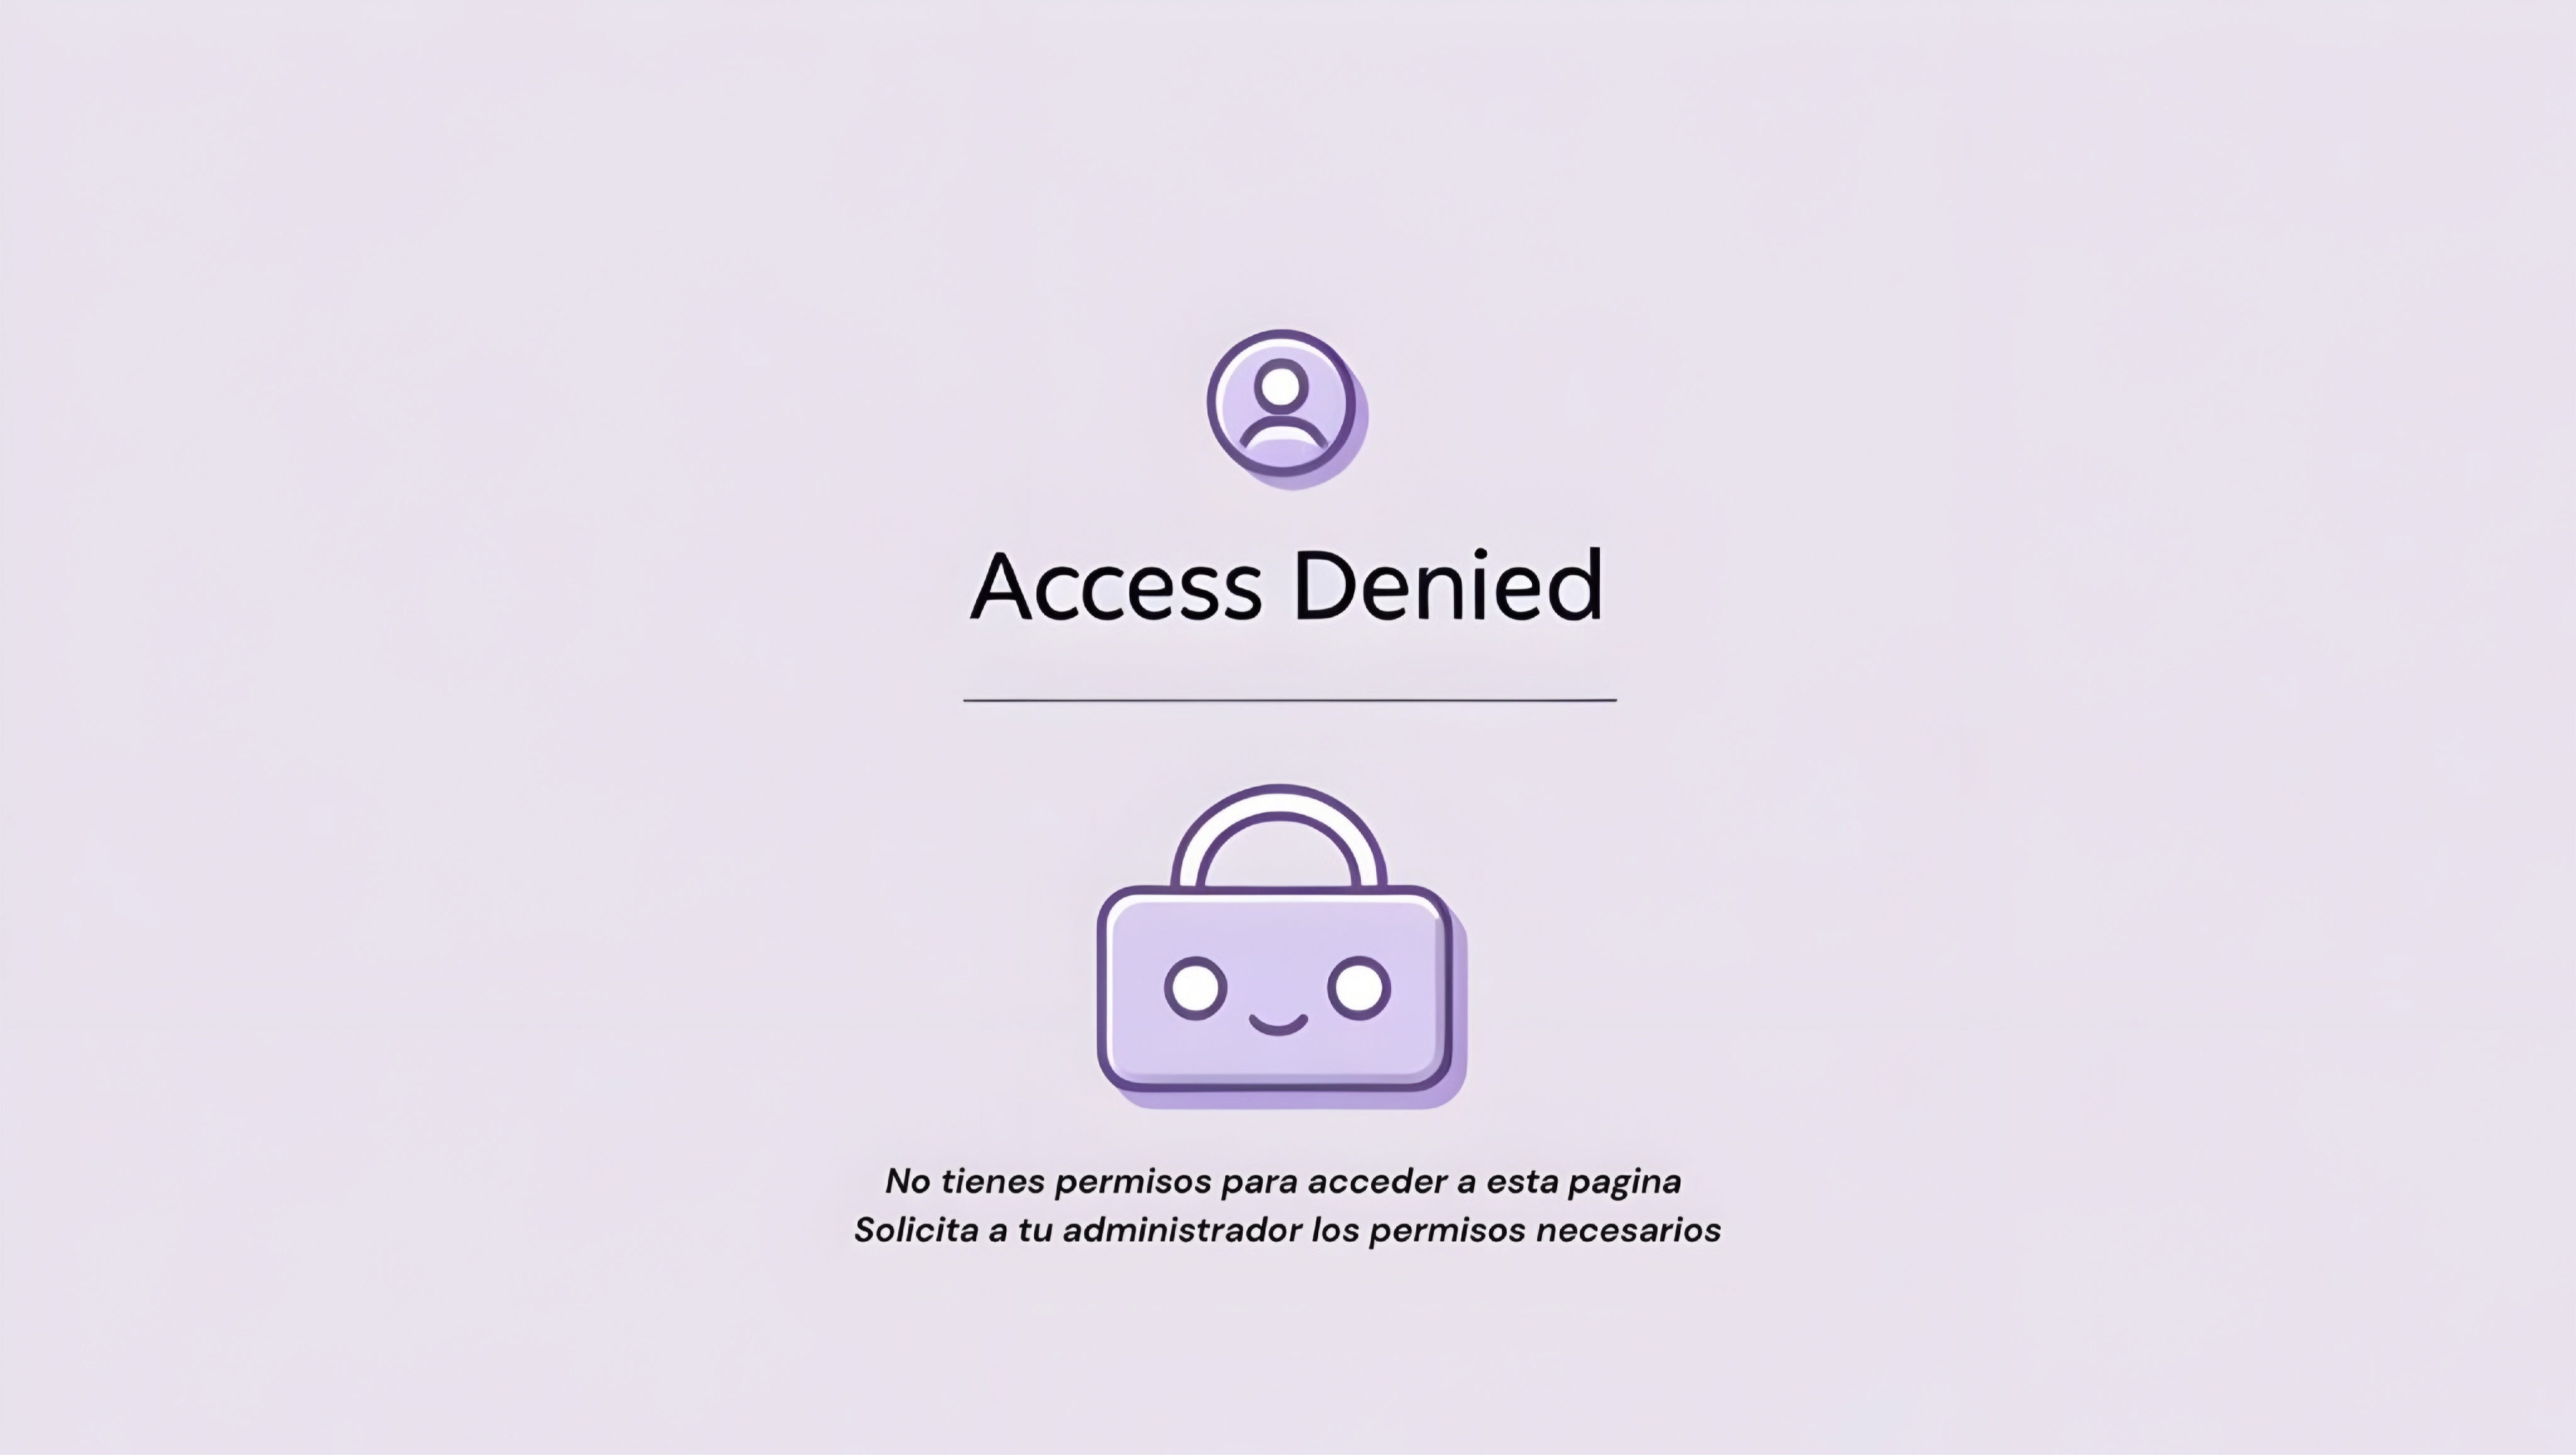 Access Denied
No tienes permisos para acceder a esta pagina
Solicita a tu administrador los permisos necesarios